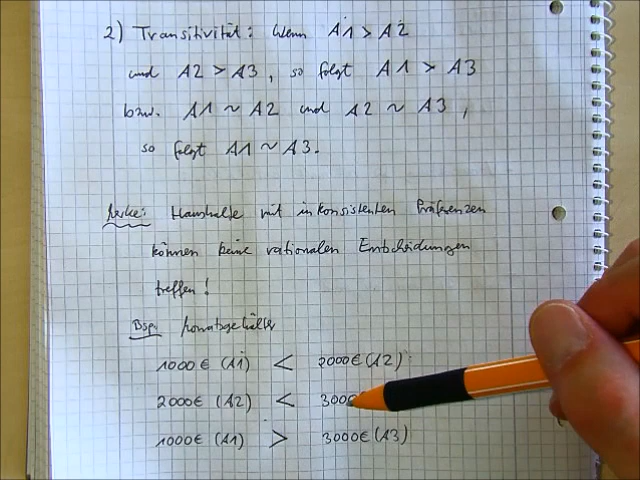 2) Transitivität: Wenn A1 > A2
und A2 > A3, so folgt A1 > A3
bzw. A1 ~ A2 und A2 ~ A3,
so folgt A1 ~ A3.
Merke: Haushalte mit inkonsistenten Präferenzen
können keine rationalen Entscheidungen
treffen!
Bsp: Monatsgehälter
1000€ (A1) < 2000€ (A2)
2000€ (A2) < 300
1000€ (A1) > 3000€ (A3)